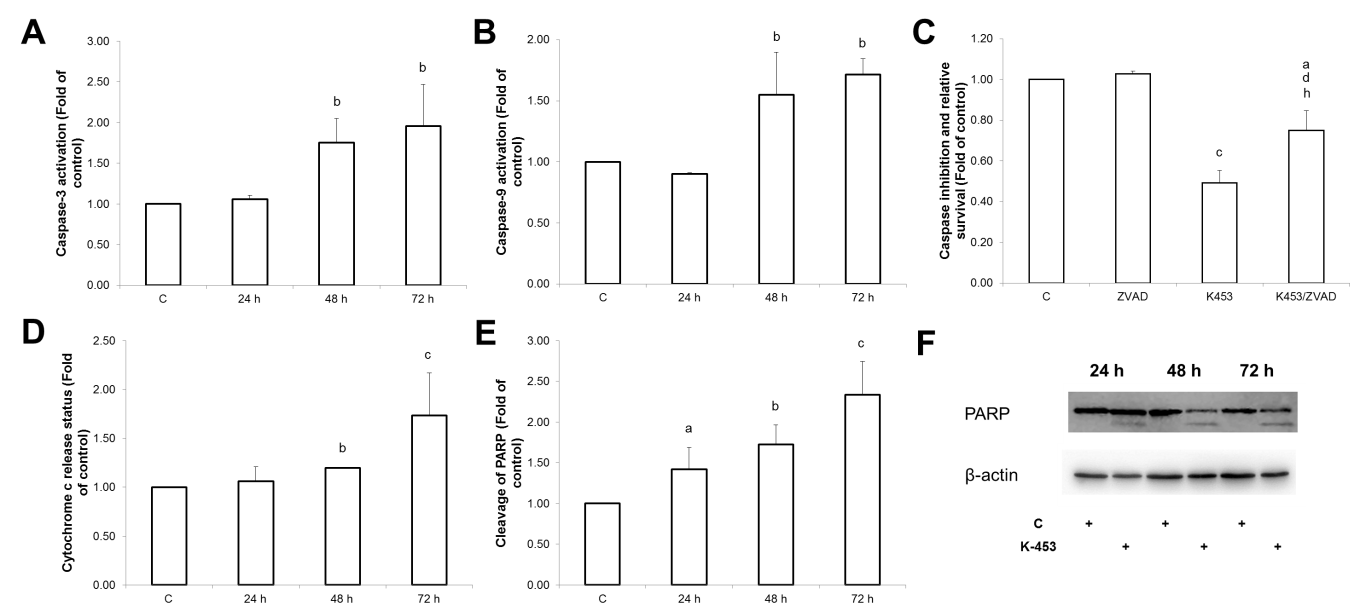 A
Caspase-3 activation (Fold of
control)
3.00
2.50
2.00
1.50
1.00
0.50
0.00
b
b
C
24 h
48 h
72 h
B
Caspase-9 activation (Fold of
control)
2.00
1.50
1.00
0.50
0.00
b
b
C
24 h
48 h
72 h
C
Caspase inhibition and relative
survival (Fold of control)
1.20
1.00
0.80
0.60
0.40
0.20
0.00
c
a
d
h
C
ZVAD
K453
K453/ZVAD
D
Cytochrome c release status (Fold
of control)
2.50
2.00
1.50
1.00
0.50
0.00
b
c
C
24 h
48 h
72 h
E
Cleavage of PARP (Fold of
control)
3.00
2.50
2.00
1.50
1.00
0.50
0.00
a
b
c
C
24 h
48 h
72 h
F
24 h 48 h 72 h
PARP
β-actin
C + + +
K-453 + + +